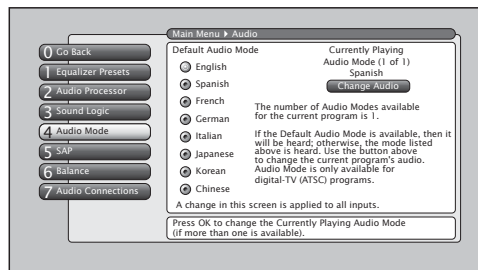 Main Menu ▶ Audio
0 Go Back
1 Equalizer Presets
2 Audio Processor
3 Sound Logic
4 Audio Mode
5 SAP
6 Balance
7 Audio Connections
Default Audio Mode
English
Spanish
French
German
Italian
Japanese
Korean
Chinese
Currently Playing
Audio Mode (1 of 1)
Spanish
Change Audio
The number of Audio Modes available
for the current program is 1.
If the Default Audio Mode is available, then it
will be heard; otherwise, the mode listed
above is heard. Use the button above
to change the current program's audio.
Audio Mode is only available for
digital-TV (ATSC) programs.
A change in this screen is applied to all inputs.
Press OK to change the Currently Playing Audio Mode
(if more than one is available).